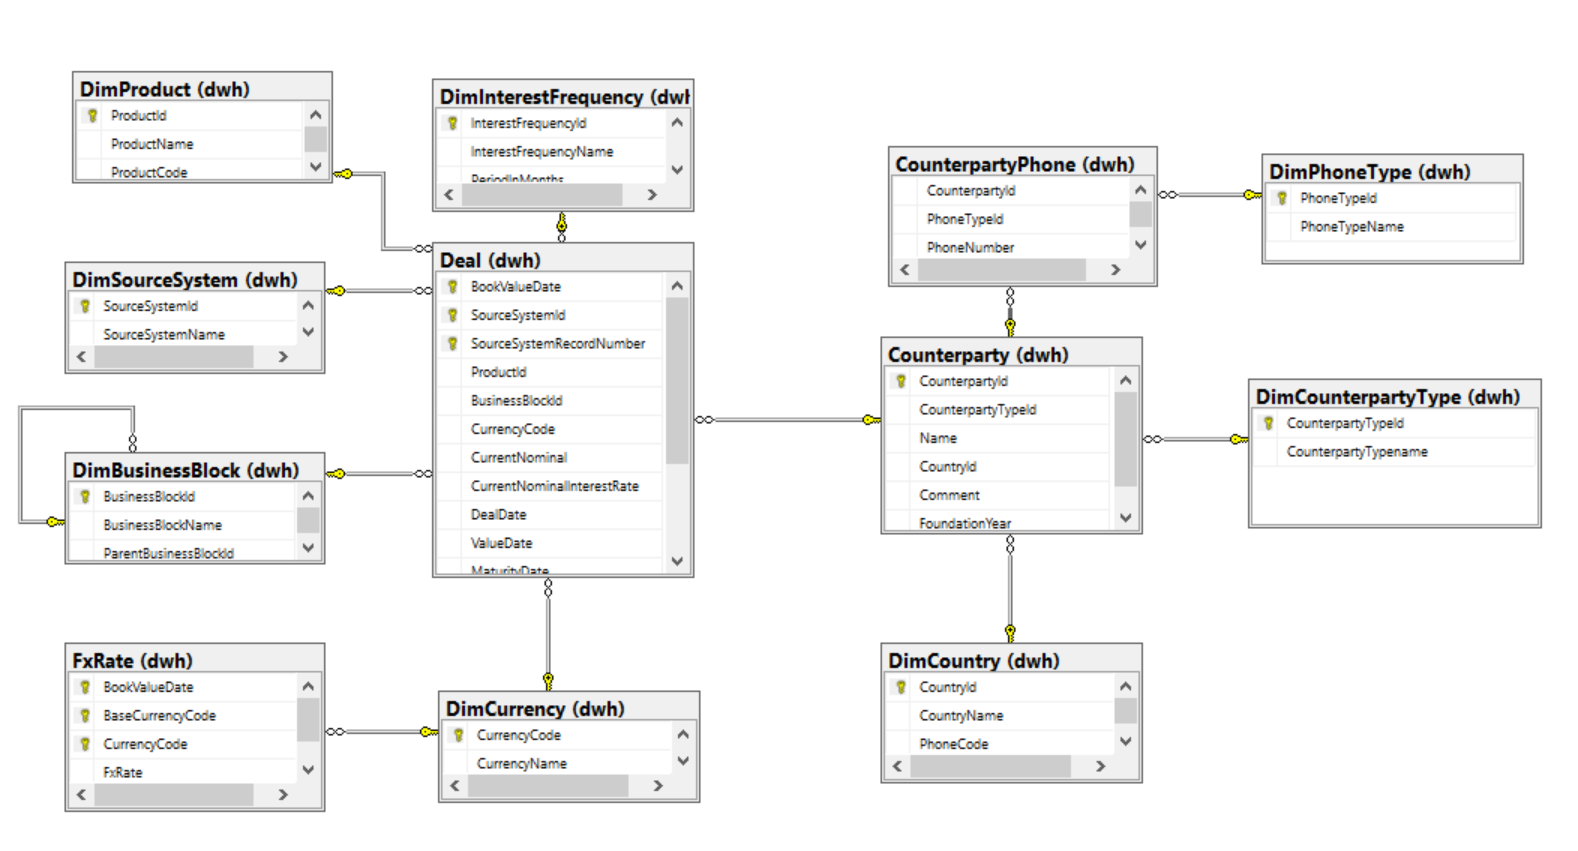 DimProduct (dwh)
ProductId
ProductName
ProductCode
DimInterestFrequency (dwh
InterestFrequencyId
InterestFrequencyName
PeriodInMonths
DimSourceSystem (dwh)
SourceSystemId
SourceSystemName
Deal (dwh)
BookValueDate
SourceSystemId
SourceSystemRecordNumber
ProductId
BusinessBlockId
CurrencyCode
CurrentNominal
CurrentNominalInterestRate
DealDate
ValueDate
MaturityDate
DimBusinessBlock (dwh)
BusinessBlockId
BusinessBlockName
ParentBusinessBlockId
FxRate (dwh)
BookValueDate
BaseCurrencyCode
CurrencyCode
FxRate
DimCurrency (dwh)
CurrencyCode
CurrencyName
CounterpartyPhone (dwh)
CounterpartyId
PhoneTypeId
PhoneNumber
DimPhoneType (dwh)
PhoneTypeId
PhoneTypeName
Counterparty (dwh)
CounterpartyId
CounterpartyTypeId
Name
CountryId
Comment
FoundationYear
DimCounterpartyType (dwh)
CounterpartyTypeId
CounterpartyTypename
DimCountry (dwh)
CountryId
CountryName
PhoneCode